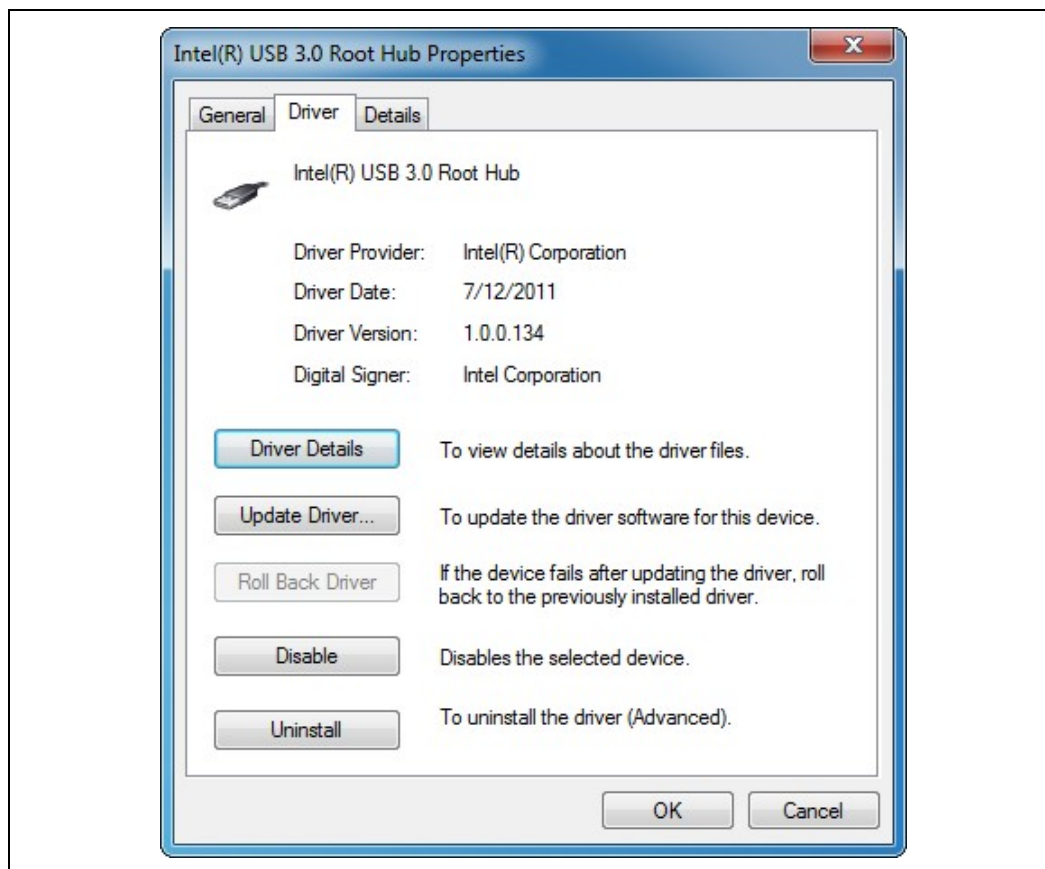 Intel(R) USB 3.0 Root Hub Properties
General Driver Details
Intel(R) USB 3.0 Root Hub
Driver Provider: Intel(R) Corporation
Driver Date: 7/12/2011
Driver Version: 1.0.0.134
Digital Signer: Intel Corporation
Driver Details To view details about the driver files.
Update Driver... To update the driver software for this device.
Roll Back Driver If the device fails after updating the driver, roll
back to the previously installed driver.
Disable Disables the selected device.
Uninstall To uninstall the driver (Advanced).
OK Cancel